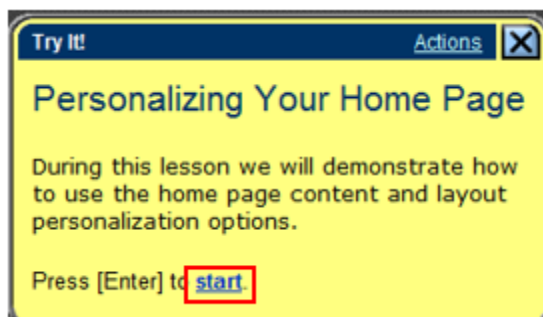 Try It! Actions X
Personalizing Your Home Page
During this lesson we will demonstrate how
to use the home page content and layout
personalization options.
Press [Enter] to start.